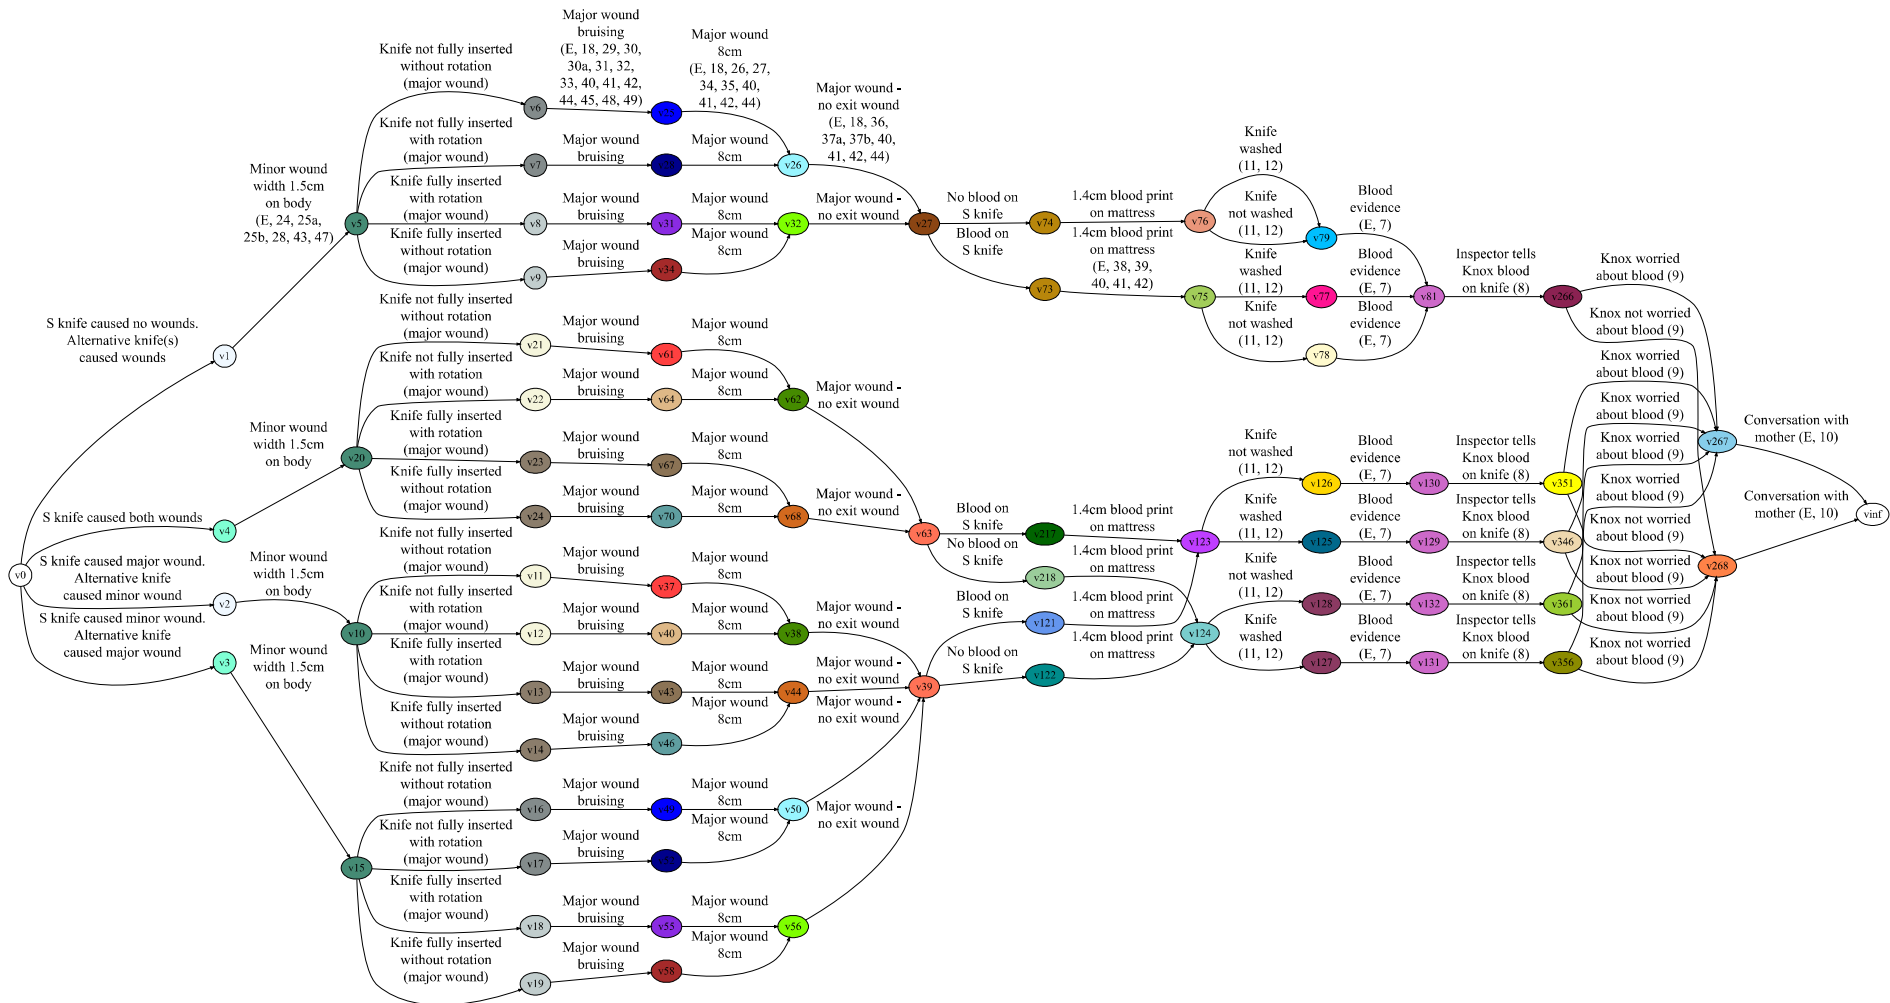 Knife not fully inserted
without rotation
(major wound)
Major wound
bruising
(E, 18, 29, 30,
30a, 31, 32,
33, 40, 41, 42,
44, 45, 48, 49)
Major wound
8cm
(E, 18, 26, 27,
34, 35, 40,
41, 42, 44)
Major wound -
no exit wound
(E, 18, 36,
37a, 37b, 40,
41, 42, 44)
v6
Knife not fully inserted
with rotation
(major wound)
Major wound
bruising
Major wound
8cm
v7
v26
Minor wound
width 1.5cm
on body
(E, 24, 25a,
25b, 28, 43, 47)
v5
Knife fully inserted
with rotation
(major wound)
v8
Major wound
bruising
v31
Major wound
8cm
v32
Major wound -
no exit wound
v27
Knife fully inserted
without rotation
(major wound)
v9
Major wound
bruising
v34
Major wound
8cm
No blood on
S knife
v74
1.4cm blood print
on mattress
v76
Knife
washed
(11, 12)
Knife
not washed
(11, 12)
v79
Blood
evidence
(E, 7)
Blood on
S knife
v73
1.4cm blood print
on mattress
(E, 38, 39,
40, 41, 42)
v75
Knife
washed
(11, 12)
v77
Blood
evidence
(E, 7)
v81
Knife
not washed
(11, 12)
v78
Blood
evidence
(E, 7)
Inspector tells
Knox blood
on knife (8)
v266
Knox worried
about blood (9)
Knox not worried
about blood (9)
S knife caused no wounds.
Alternative knife(s)
caused wounds
v1
Knife not fully inserted
without rotation
(major wound)
v21
Major wound
bruising
v61
Major wound
8cm
Knife not fully inserted
with rotation
(major wound)
v22
Major wound
bruising
v64
Major wound
8cm
v62
Major wound -
no exit wound
Minor wound
width 1.5cm
on body
v20
Knife fully inserted
with rotation
(major wound)
v23
Major wound
bruising
v67
Major wound
8cm
Knife fully inserted
without rotation
(major wound)
v24
Major wound
bruising
v70
Major wound
8cm
v68
Major wound -
no exit wound
v63
S knife caused both wounds
v4
v0
S knife caused major wound.
Alternative knife
caused minor wound
v2
S knife caused minor wound.
Alternative knife
caused major wound
v3
Minor wound
width 1.5cm
on body
v10
Knife not fully inserted
without rotation
(major wound)
v11
Major wound
bruising
v37
Major wound
8cm
Knife not fully inserted
with rotation
(major wound)
v12
Major wound
bruising
v40
Major wound
8cm
v38
Major wound -
no exit wound
Knife fully inserted
with rotation
(major wound)
v13
Major wound
bruising
v43
Major wound
8cm
v44
Major wound -
no exit wound
v39
Knife fully inserted
without rotation
(major wound)
v14
Major wound
bruising
v46
Major wound
8cm
Major wound -
no exit wound
Minor wound
width 1.5cm
on body
v15
Knife not fully inserted
without rotation
(major wound)
v16
Major wound
bruising
Major wound
8cm
v50
Major wound -
no exit wound
Knife not fully inserted
with rotation
(major wound)
v17
Major wound
bruising
Major wound
8cm
Knife fully inserted
with rotation
(major wound)
v18
Major wound
bruising
v55
Major wound
8cm
v56
Knife fully inserted
without rotation
(major wound)
v19
Major wound
bruising
v58
Major wound
8cm
Blood on
S knife
v217
1.4cm blood print
on mattress
v123
No blood on
S knife
v218
1.4cm blood print
on mattress
Blood on
S knife
v121
1.4cm blood print
on mattress
v124
No blood on
S knife
v122
1.4cm blood print
on mattress
Knife
not washed
(11, 12)
v126
Blood
evidence
(E, 7)
v130
Inspector tells
Knox blood
on knife (8)
v351
Knife
washed
(11, 12)
v125
Blood
evidence
(E, 7)
v129
Inspector tells
Knox blood
on knife (8)
v346
Knife
not washed
(11, 12)
v128
Blood
evidence
(E, 7)
v132
Inspector tells
Knox blood
on knife (8)
v361
Knife
washed
(11, 12)
v127
Blood
evidence
(E, 7)
v131
Inspector tells
Knox blood
on knife (8)
v356
Knox worried
about blood (9)
Knox worried
about blood (9)
Knox worried
about blood (9)
Knox worried
about blood (9)
Knox not worried
about blood (9)
Knox not worried
about blood (9)
Knox not worried
about blood (9)
Knox not worried
about blood (9)
v267
v268
Conversation with
mother (E, 10)
Conversation with
mother (E, 10)
vinf